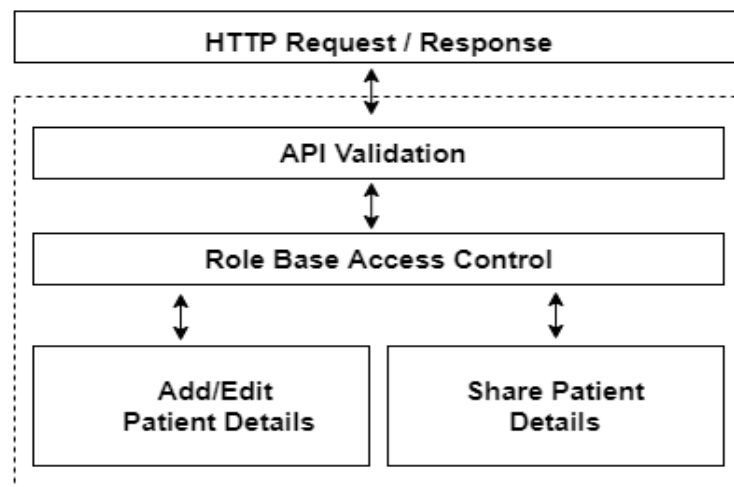 HTTP Request / Response
API Validation
Role Base Access Control
Add/Edit
Patient Details
Share Patient
Details